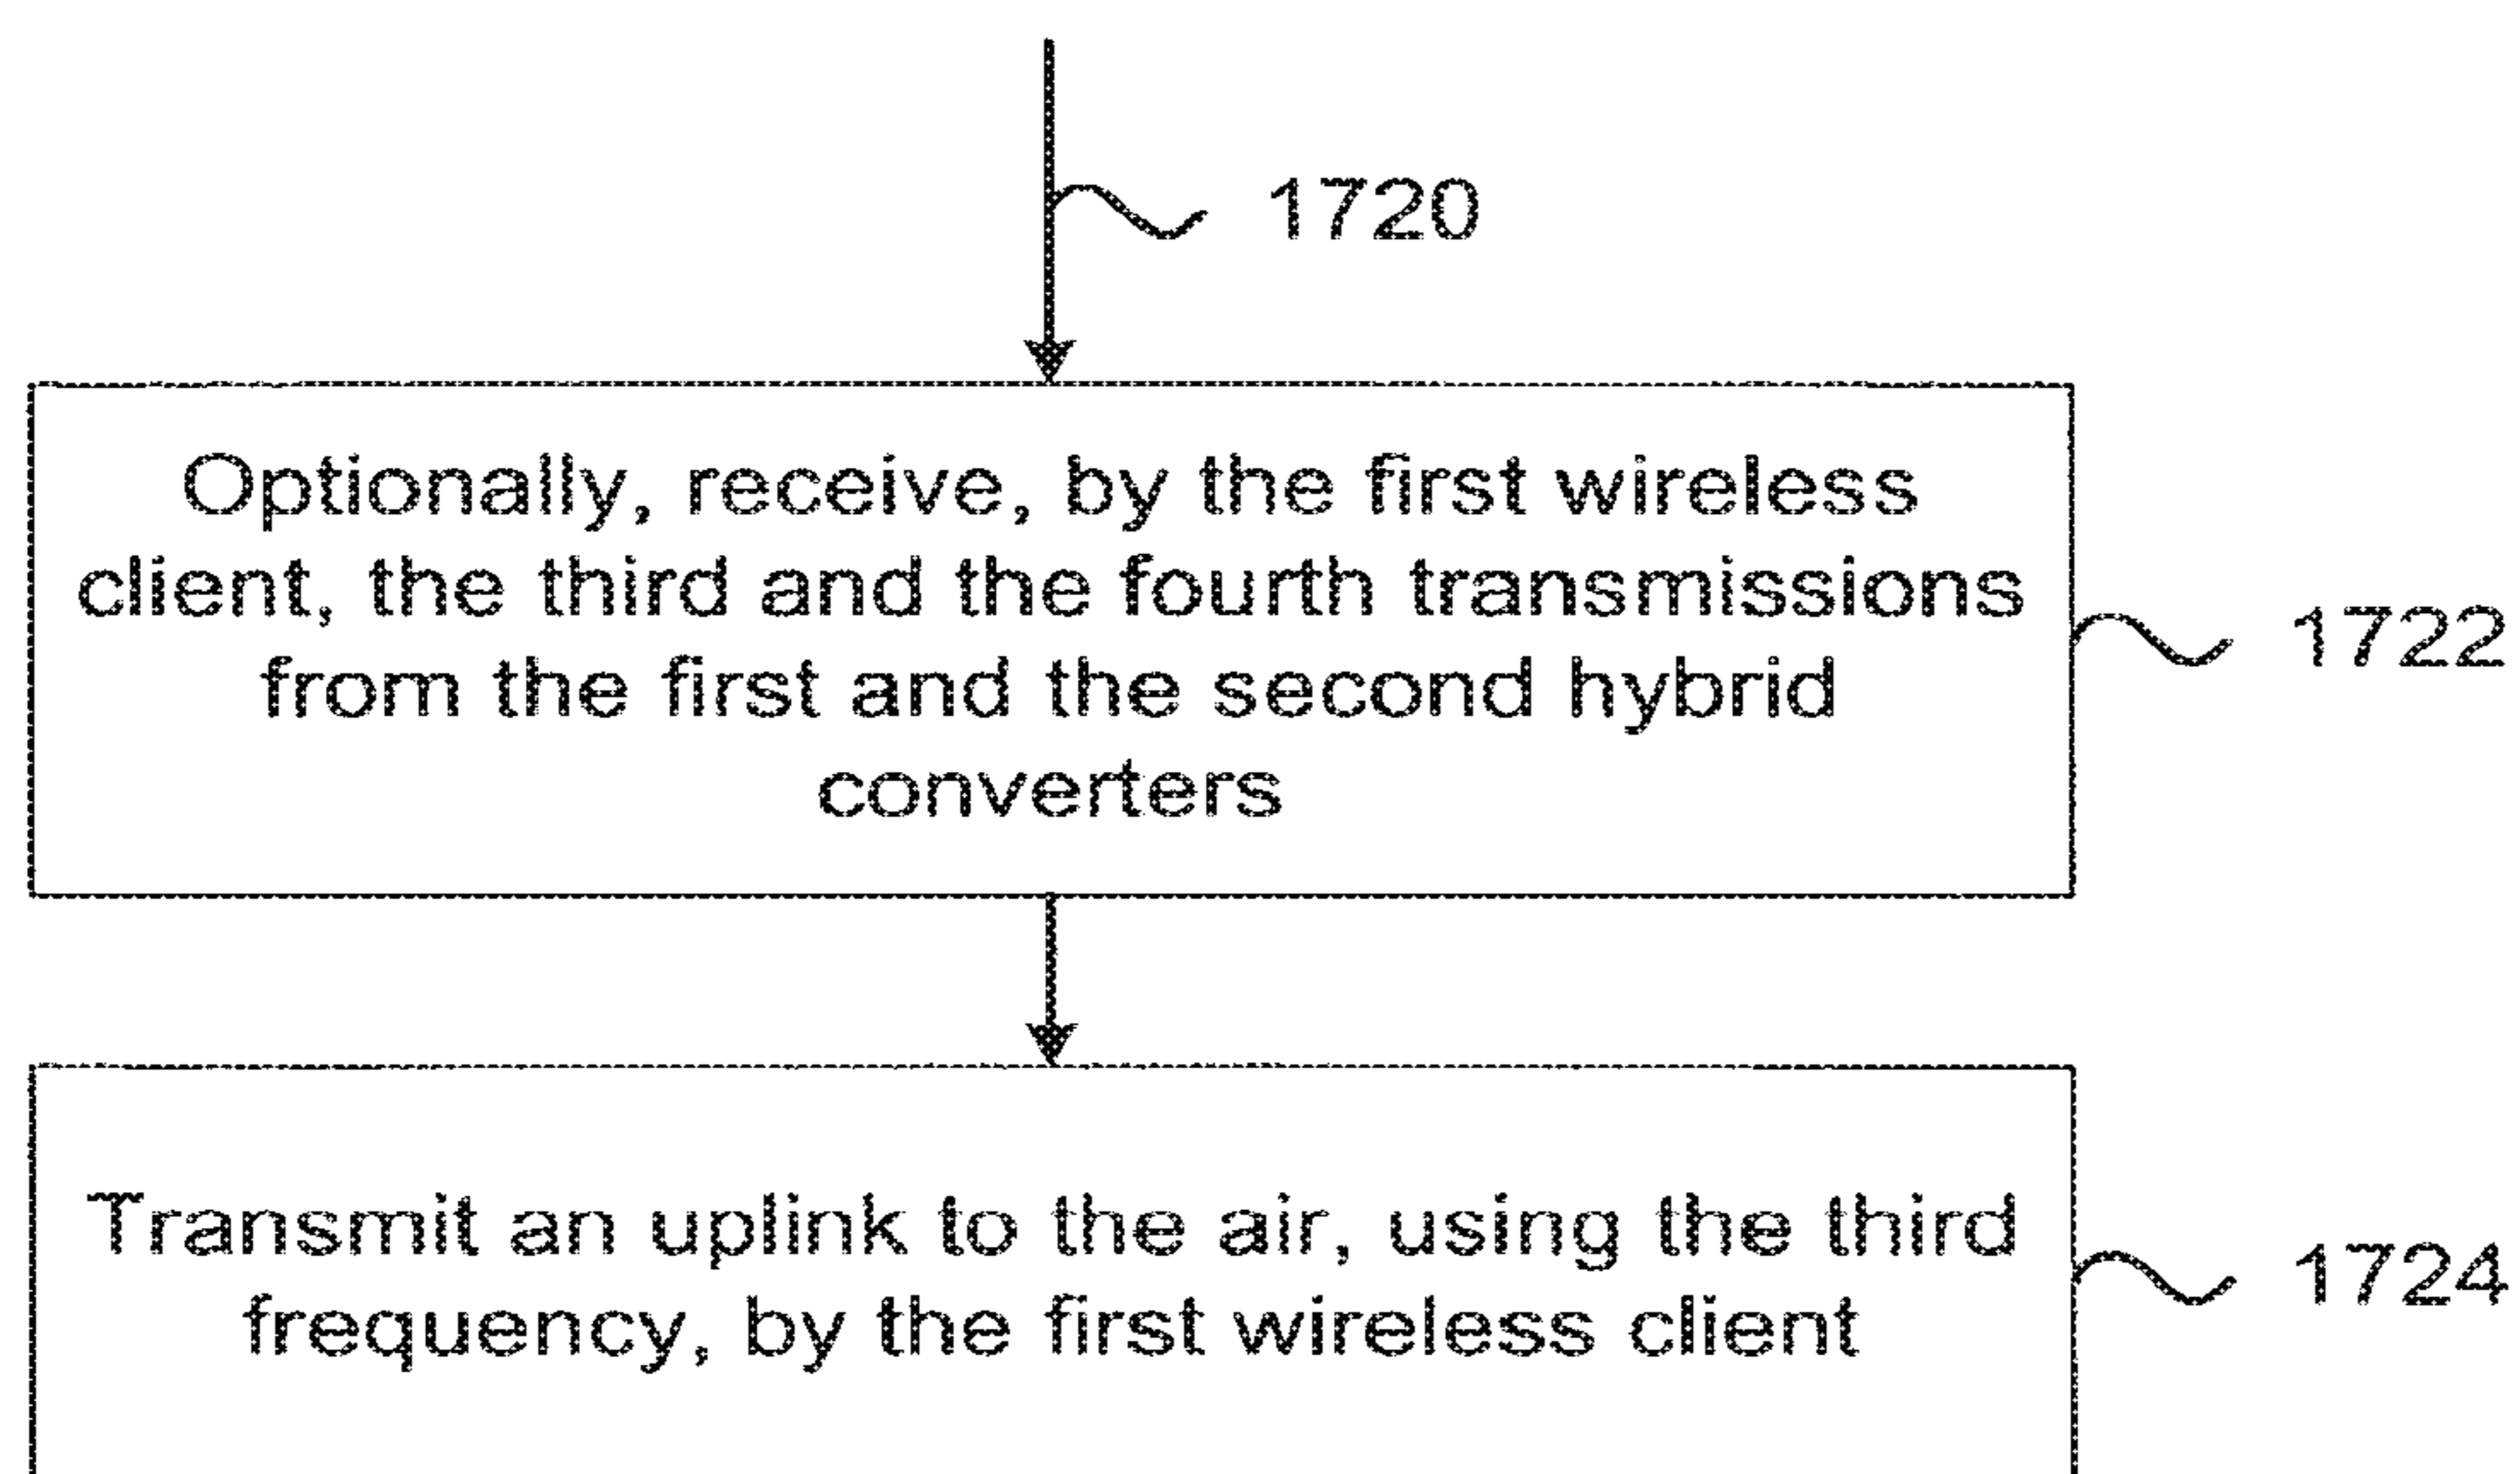 1720
Optionally, receive, by the first wireless
client, the third and the fourth transmissions
from the first and the second hybrid
converters
1722
Transmit an uplink to the air, using the third
frequency, by the first wireless client
1724